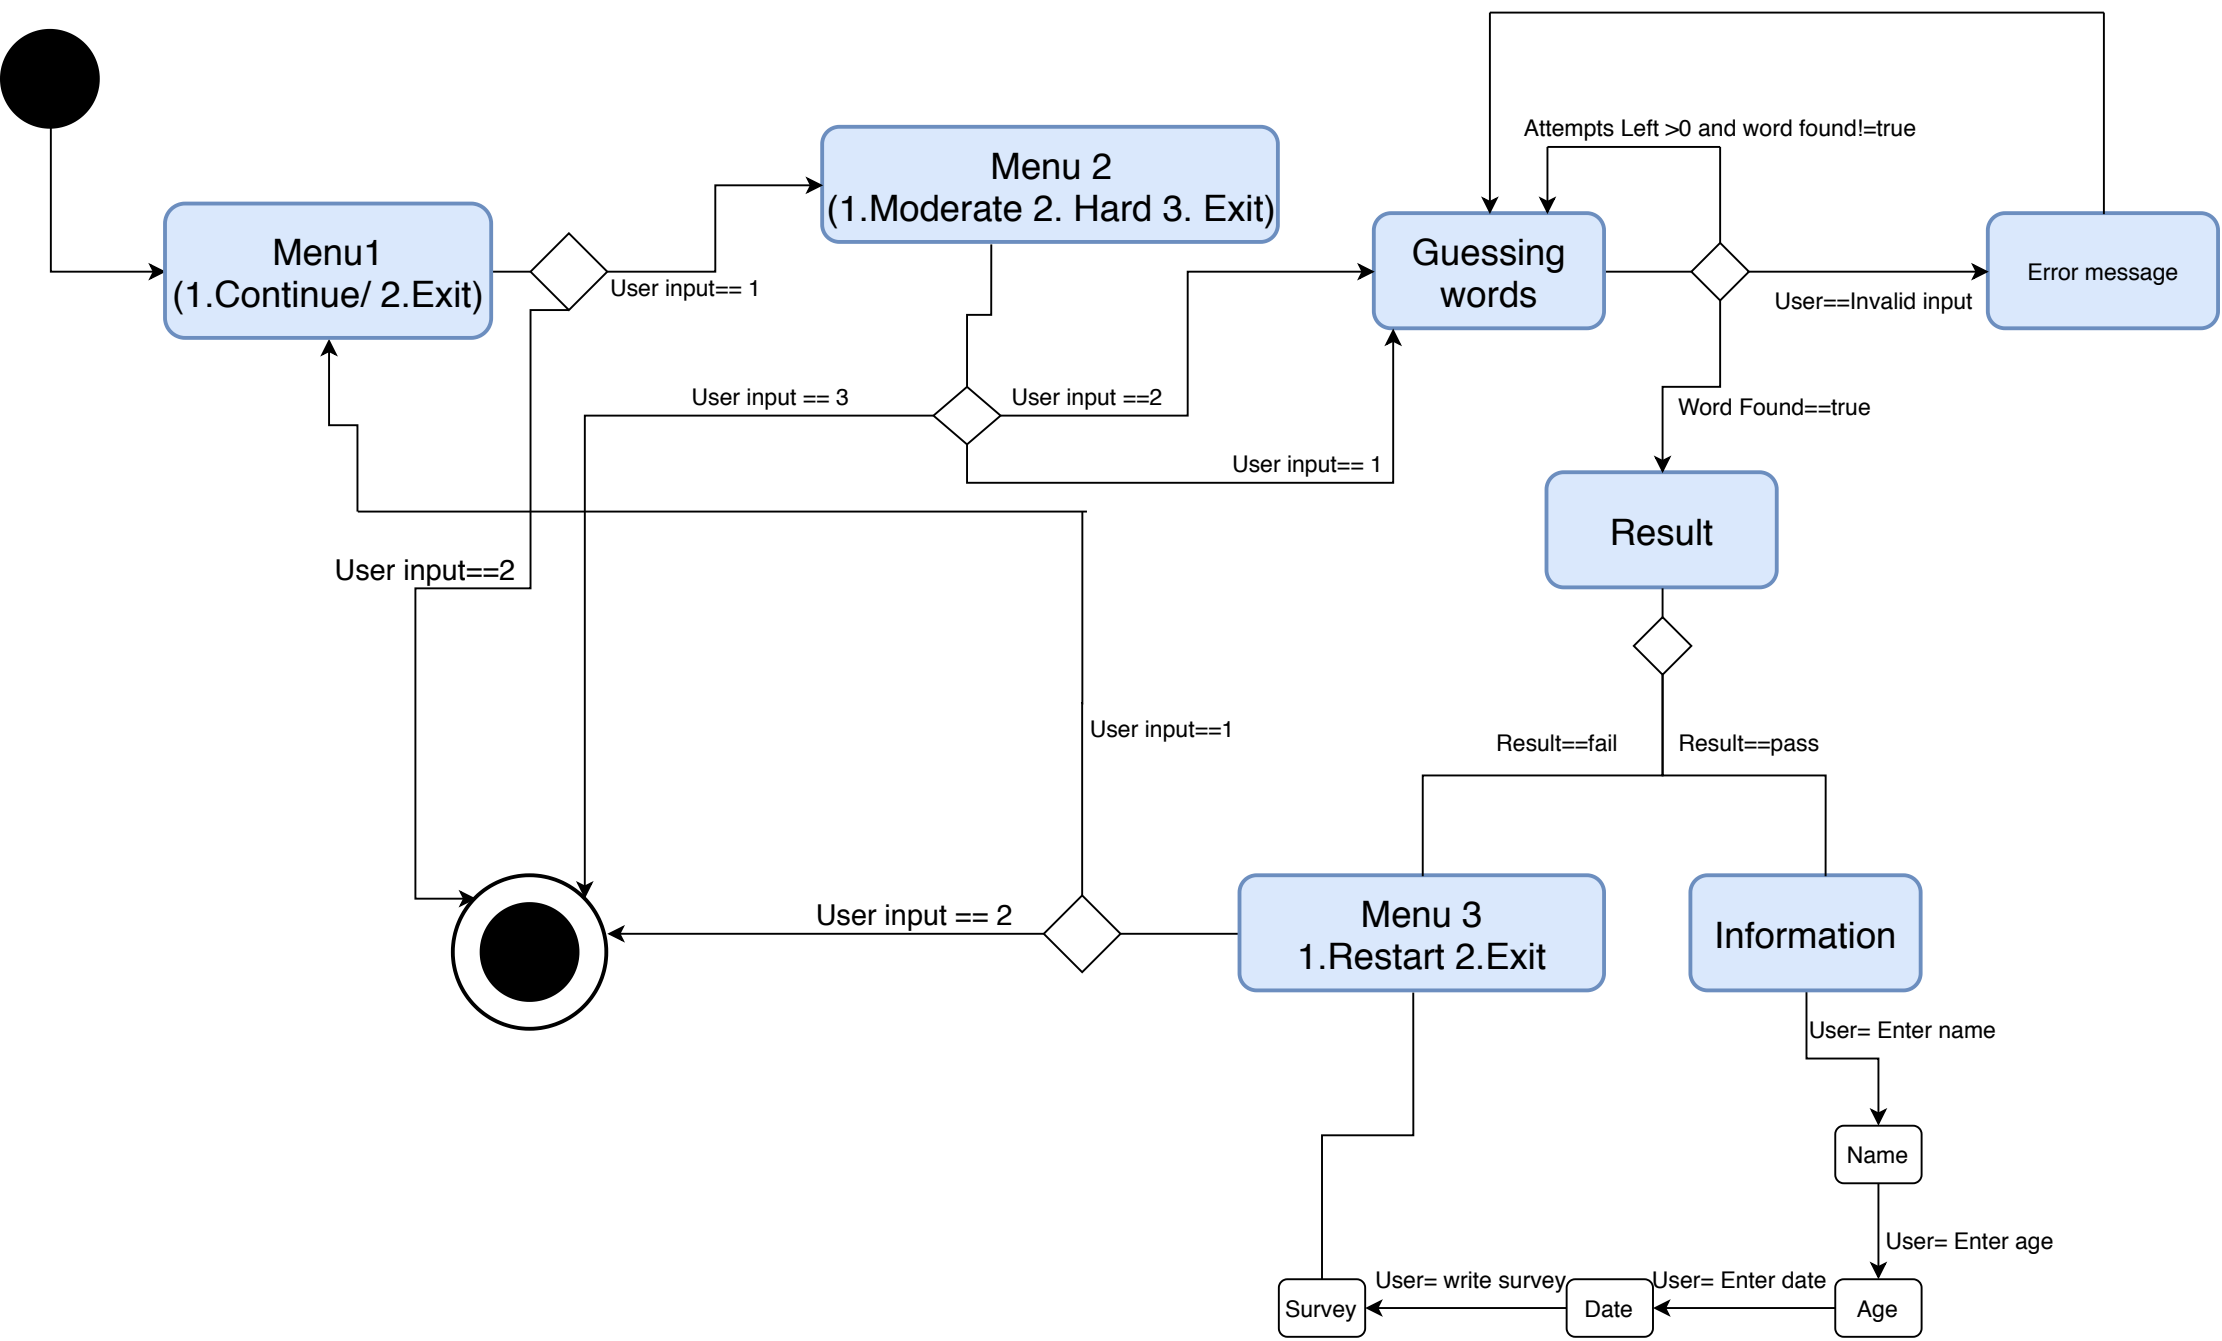 Attempts Left >0 and word found!=true
Menu 2
(1.Moderate 2. Hard 3. Exit)
Menu1
(1.Continue/ 2.Exit)
User input== 1
Guessing
words
Error message
User==Invalid input
User input == 3
User input ==2
Word Found==true
User input== 1
Result
User input==2
User input==1
Result==fail
Result==pass
User input == 2
Menu 3
1.Restart 2.Exit
Information
User= Enter name
Name
User= Enter age
User= write survey
User= Enter date
Survey
Date
Age